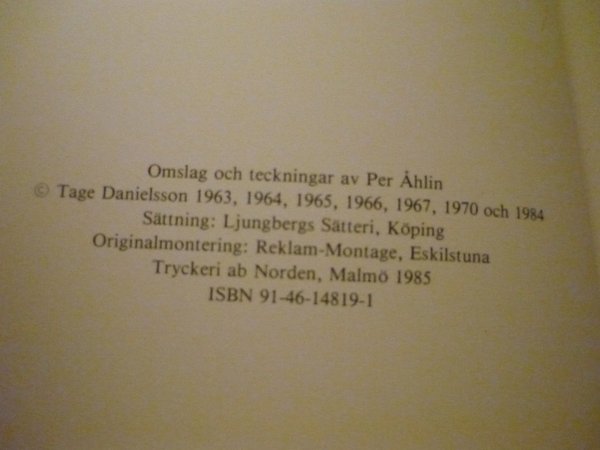 Omslag och teckningar av Per Åhlin
© Tage Danielsson 1963, 1964, 1965, 1966, 1967, 1970 och 1984
Sättning: Ljungbergs Sätteri, Köping
Originalmontering: Reklam-Montage, Eskilstuna
Tryckeri ab Norden, Malmö 1985
ISBN 91-46-14819-1